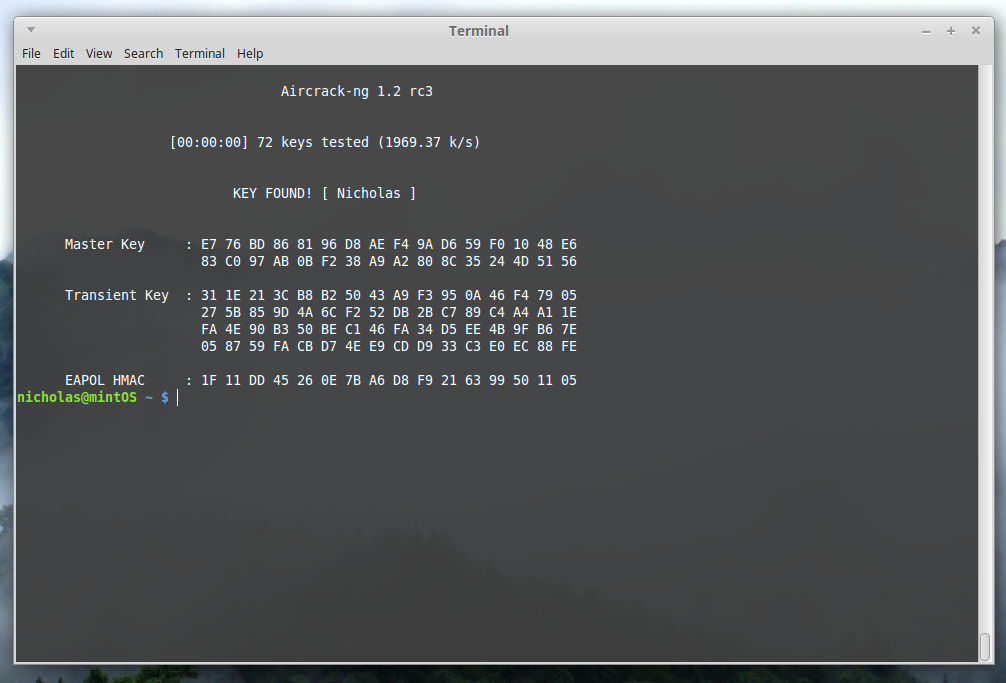 Terminal
File Edit View Search Terminal Help
Aircrack-ng 1.2 rc3
[00:00:00] 72 keys tested (1969.37 k/s)
KEY FOUND! [ Nicholas ]
Master Key : E7 76 BD 86 81 96 D8 AE F4 9A D6 59 F0 10 48 E6
83 C0 97 AB 0B F2 38 A9 A2 80 8C 35 24 4D 51 56
Transient Key : 31 1E 21 3C B8 B2 50 43 A9 F3 95 0A 46 F4 79 05
27 5B 85 9D 4A 6C F2 52 DB 2B C7 89 C4 A4 A1 1E
FA 4E 90 B3 50 BE C1 46 FA 34 D5 EE 4B 9F B6 7E
05 87 59 FA CB D7 4E E9 CD D9 33 C3 E0 EC 88 FE
EAPOL HMAC : 1F 11 DD 45 26 0E 7B A6 D8 F9 21 63 99 50 11 05
nicholas@mintOS ~ $